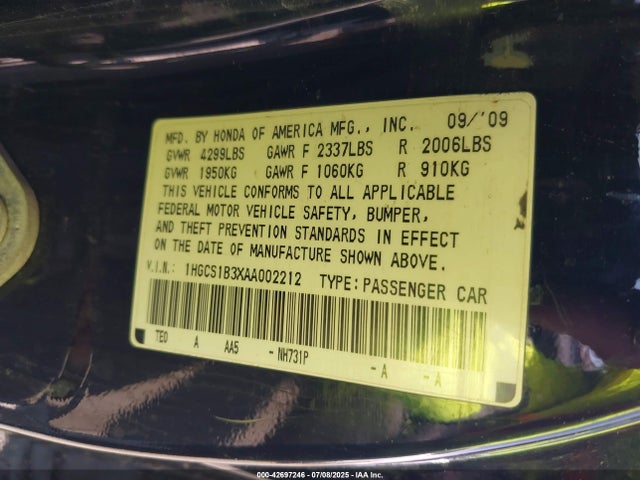 MFD. BY HONDA OF AMERICA MFG., INC. 09/'09
GVWR 4299LBS GAWR F 2337LBS R 2006LBS
GVWR 1950KG GAWR F 1060KG R 910KG
THIS VEHICLE CONFORMS TO ALL APPLICABLE
FEDERAL MOTOR VEHICLE SAFETY, BUMPER,
AND THEFT PREVENTION STANDARDS IN EFFECT
ON THE DATE OF MANUFACTURE SHOWN ABOVE.
V.I.N.: 1HGCS1B3XAA002212 TYPE: PASSENGER CAR
TE0 A AA5 - NH731P - A - A
000-42697246 - 07/08/2025 - IAA Inc.